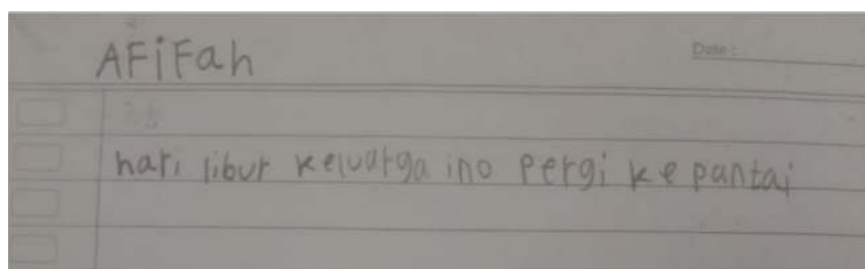 AFiFah
Date :
hari libur keluarga ino pergi ke pantai